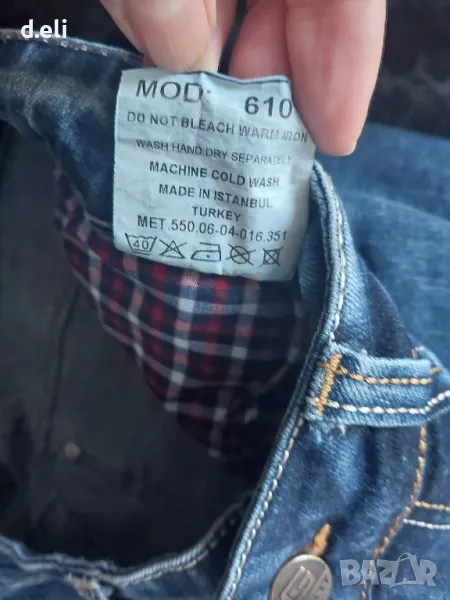 d.eli
MOD: 610
DO NOT BLEACH WARM IRON
WASH HAND DRY SEPARATELY
MACHINE COLD WASH
MADE IN ISTANBUL
TURKEY
MET.550.06-04-016.351
40
BAZAR